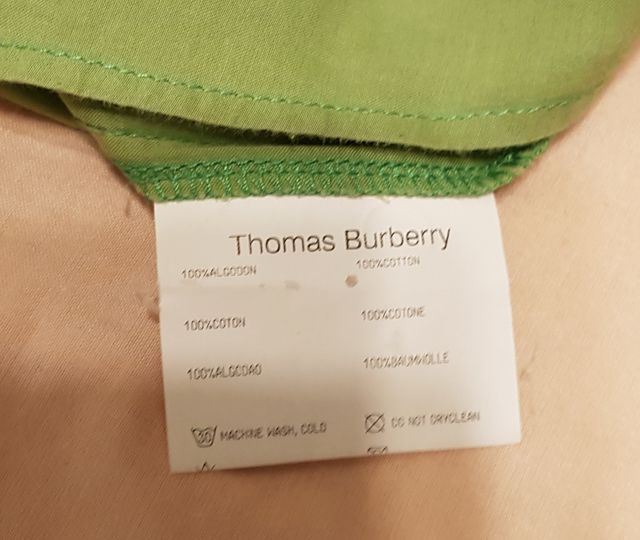 Thomas Burberry
100%ALGODON 100%COTTON
100%COTON 100%COTONE
100%ALGODAO 100%BAUMWOLLE
30 MACHINE WASH, COLD DO NOT DRYCLEAN